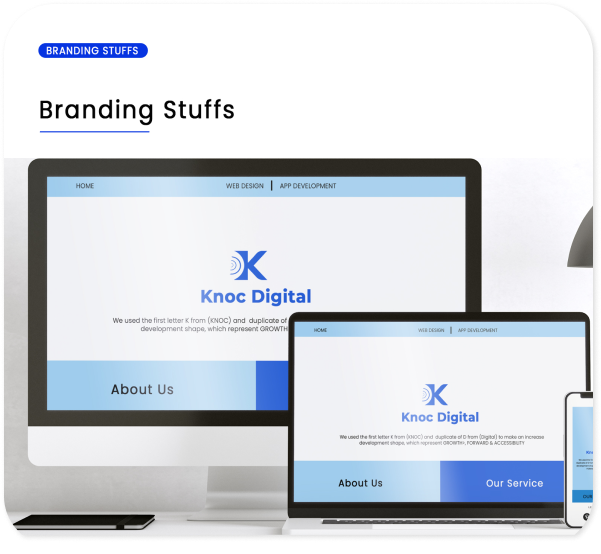 BRANDING STUFFS
Branding Stuffs
HOME WEB DESIGN | APP DEVELOPMENT
K
Knoc Digital
We used the first letter K from (KNOC) and duplicate of
development shape, which represent GROWTH
About Us
HOME WEB DESIGN | APP DEVELOPMENT
K
Knoc Digital
We used the first letter K from (KNOC) and duplicate of D from (Digital) to make an increase
development shape, which represent GROWTH+, FORWARD & ACCESSIBILITY
About Us
Our Service